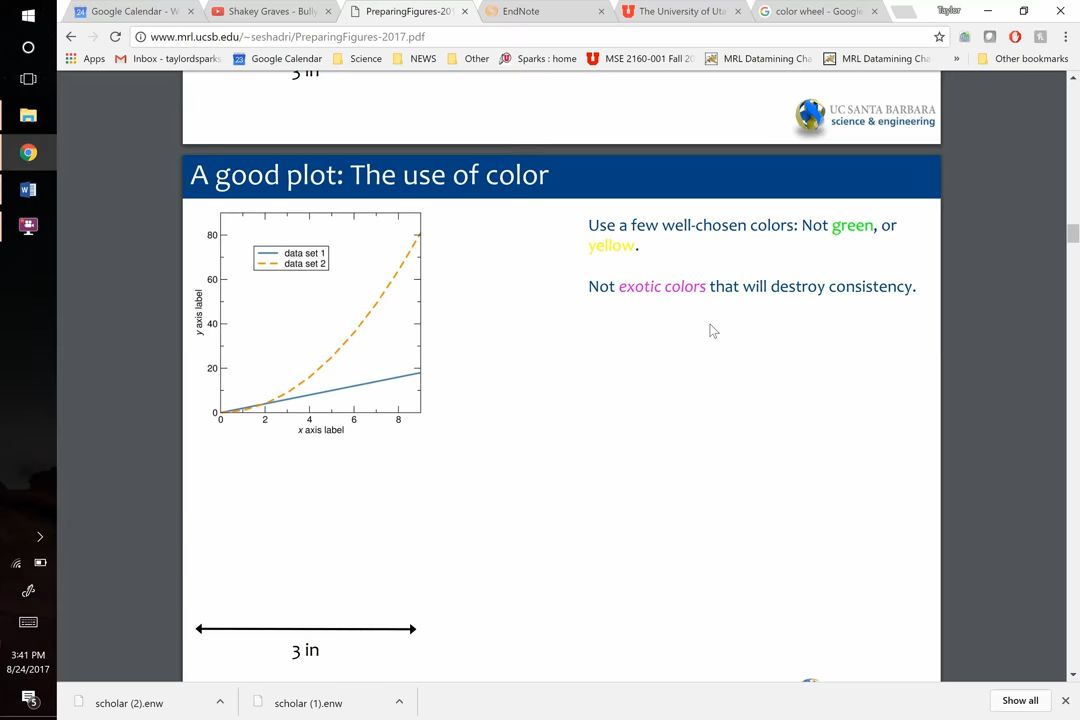 Google Calendar - W
Shakey Graves - Bully
PreparingFigures-201
EndNote
The University of Uta
color wheel - Google
Taylor
www.mrl.ucsb.edu/~seshadri/PreparingFigures-2017.pdf
Apps
Inbox - taylordsparks
Google Calendar
Science
NEWS
Other
Sparks : home
MSE 2160-001 Fall 20
MRL Datamining Cha
MRL Datamining Cha
»
Other bookmarks
3 in
UC SANTA BARBARA
science & engineering
A good plot: The use of color
Use a few well-chosen colors: Not green, or
yellow.
Not exotic colors that will destroy consistency.
data set 1
data set 2
80
60
40
20
0
y axis label
0 2 4 6 8
x axis label
3 in
3:41 PM
8/24/2017
5
scholar (2).enw
scholar (1).enw
Show all